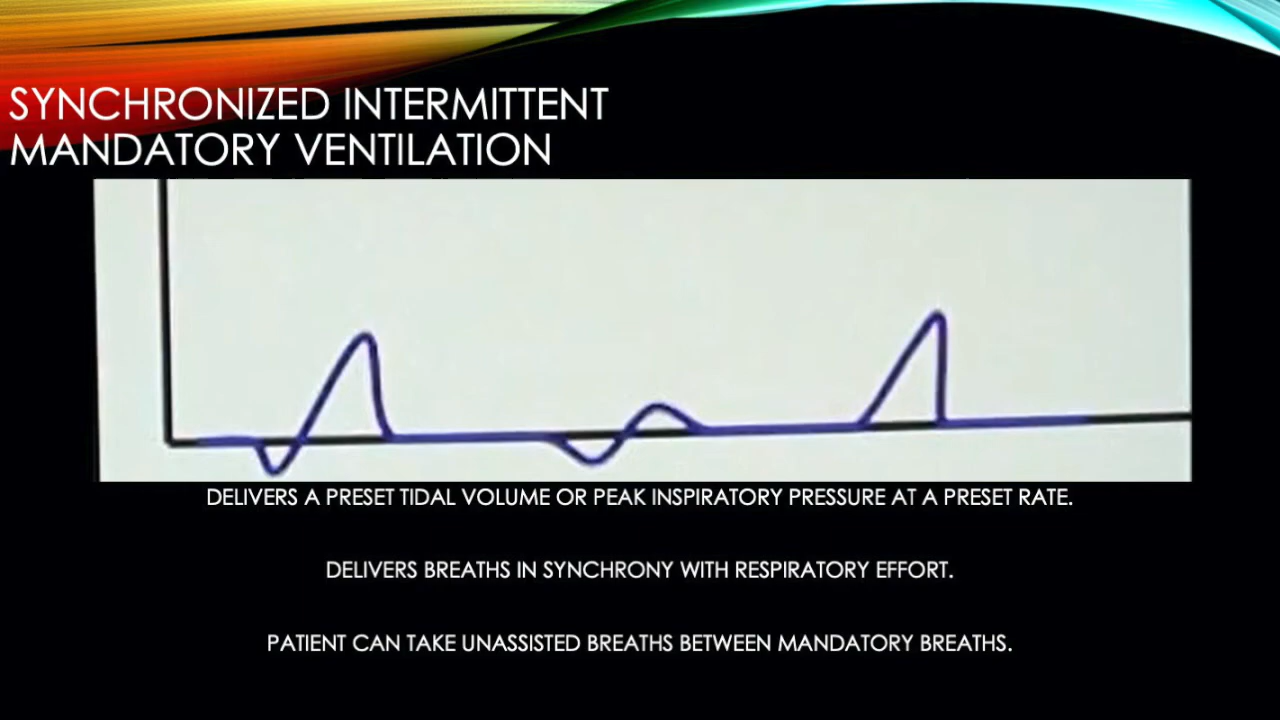 SYNCHRONIZED INTERMITTENT
MANDATORY VENTILATION
DELIVERS A PRESET TIDAL VOLUME OR PEAK INSPIRATORY PRESSURE AT A PRESET RATE.
DELIVERS BREATHS IN SYNCHRONY WITH RESPIRATORY EFFORT.
PATIENT CAN TAKE UNASSISTED BREATHS BETWEEN MANDATORY BREATHS.